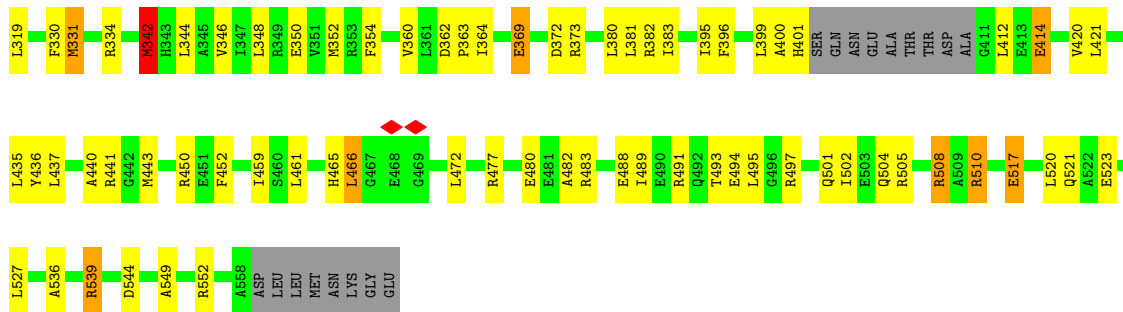 L319 F330 M331 R334 M342 H343 L344 A345 V346 I347 L348 R349 E350 V351 M352 R353 F354 V360 L361 D362 P363 I364 E369 D372 R373 L380 L381 R382 I383 I395 F396 L399 A400 H401 SER GLN ASN GLU ALA THR THR ASP ALA G411 L412 E413 E414 V420 L421
L435 Y436 L437 A440 R441 G442 M443 R450 E451 F452 I459 S460 L461 H465 L466 G467 E468 G469 L472 R477 E480 E481 A482 R483 E488 I489 E490 R491 Q492 T493 E494 L495 G496 R497 Q501 I502 E503 Q504 R505 R508 A509 R510 E517 L520 Q521 A522 E523
L527 A536 R539 D544 A549 R552 A558 ASP LEU LEU MET ASN LYS GLY GLU